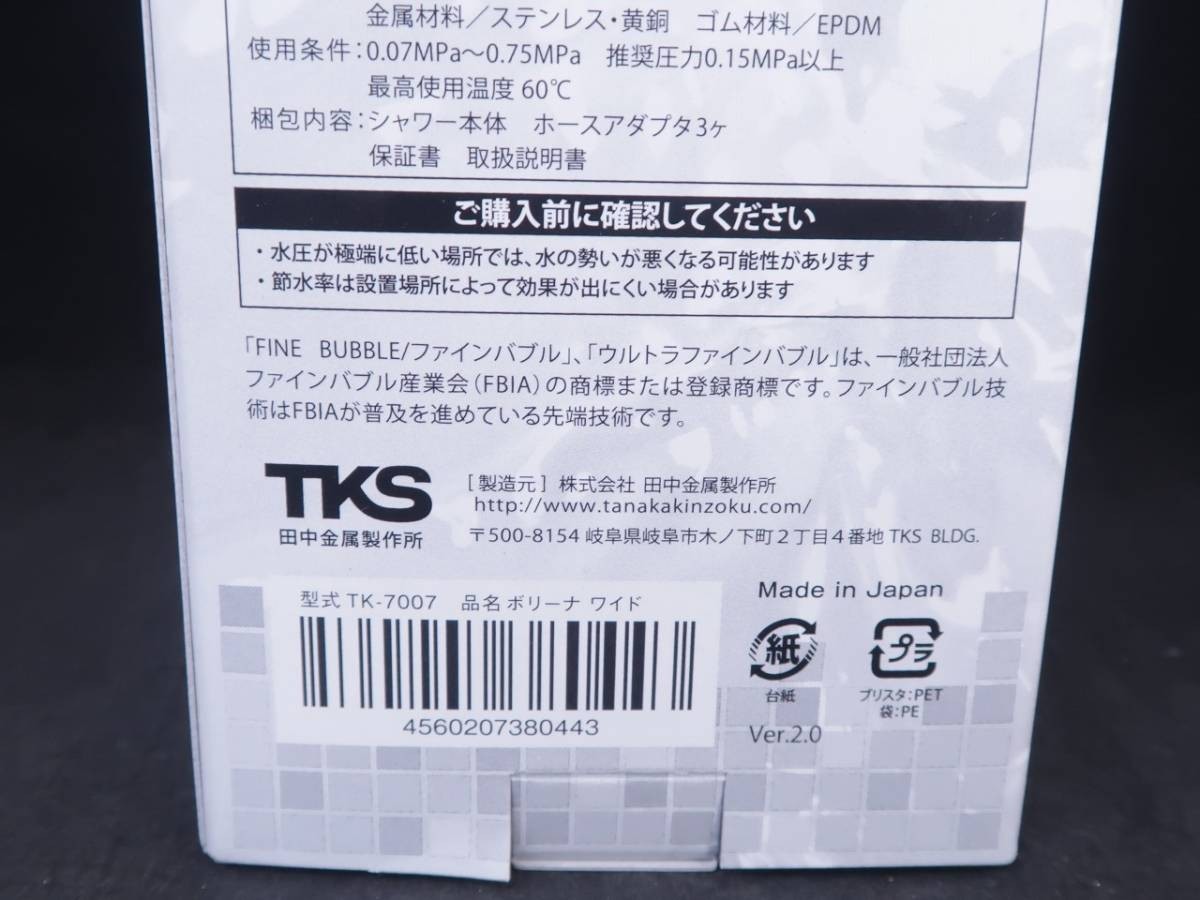 金属材料／ステンレス・黄銅　ゴム材料／EPDM
使用条件：0.07MPa～0.75MPa　推奨圧力0.15MPa以上
最高使用温度 60℃
梱包内容：シャワー本体　ホースアダプタ3ヶ
保証書　取扱説明書
ご購入前に確認してください
・水圧が極端に低い場所では、水の勢いが悪くなる可能性があります
・節水率は設置場所によって効果が出にくい場合があります
「FINE BUBBLE/ファインバブル」、「ウルトラファインバブル」は、一般社団法人
ファインバブル産業会（FBIA）の商標または登録商標です。ファインバブル技
術はFBIAが普及を進めている先端技術です。
TKS
田中金属製作所
［製造元］株式会社 田中金属製作所
http://www.tanakakinzoku.com/
〒500-8154 岐阜県岐阜市木ノ下町２丁目４番地 TKS BLDG.
型式 TK-7007　品名 ボリーナ ワイド
4560207380443
Made in Japan
紙
台紙
プラ
ブリスタ：PET
袋：PE
Ver.2.0